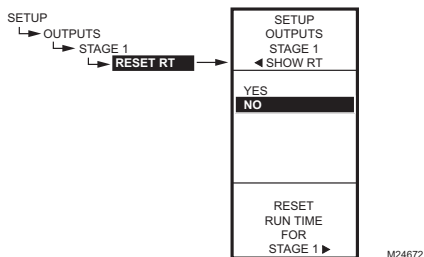 SETUP
OUTPUTS
STAGE 1
RESET RT
SETUP
OUTPUTS
STAGE 1
◀ SHOW RT
YES
NO
RESET
RUN TIME
FOR
STAGE 1 ▶
M24672